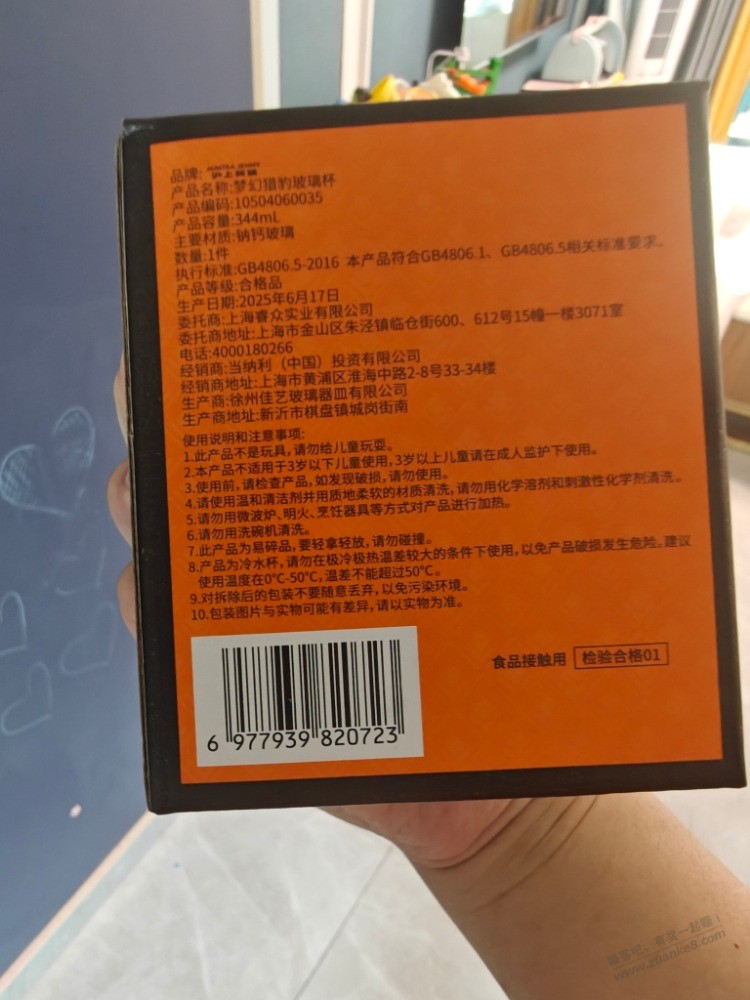 品牌: 沪上阿姨
产品名称:梦幻猎豹玻璃杯
产品编码:10504060035
产品容量:344mL
主要材质:钠钙玻璃
数量:1件
执行标准:GB4806.5-2016 本产品符合GB4806.1、GB4806.5相关标准要求。
产品等级:合格品
生产日期:2025年6月17日
委托商:上海睿众实业有限公司
委托商地址:上海市金山区朱泾镇临仓街600、612号15幢一楼3071室
电话:4000180266
经销商:当纳利（中国）投资有限公司
经销商地址:上海市黄浦区淮海中路2-8号33-34楼
生产商:徐州佳艺玻璃器皿有限公司
生产商地址:新沂市棋盘镇城岗街南
使用说明和注意事项:
1.此产品不是玩具,请勿给儿童玩耍。
2.本产品不适用于3岁以下儿童使用,3岁以上儿童请在成人监护下使用。
3.使用前,请检查产品,如发现破损,请勿使用。
4.请使用温和清洁剂并用质地柔软的材质清洗,请勿用化学溶剂和刺激性化学剂清洗。
5.请勿用微波炉、明火、烹饪器具等方式对产品进行加热。
6.请勿用洗碗机清洗。
7.此产品为易碎品,要轻拿轻放,请勿碰撞。
8.产品为冷水杯,请勿在极冷极热温差较大的条件下使用,以免产品破损发生危险。建议
使用温度在0°C-50°C,温差不能超过50°C。
9.对拆除后的包装不要随意丢弃,以免污染环境。
10.包装图片与实物可能有差异,请以实物为准。
食品接触用 检验合格01
6 977939 820723
赚客吧，有奖一起赚！
www.zuanke8.com